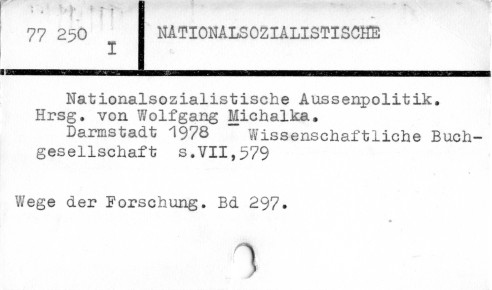 77 250 NATIONALSOZIALISTISCHE
I
Nationalsozialistische Aussenpolitik.
Hrsg. von Wolfgang Michalka.
Darmstadt 1978 Wissenschaftliche Buch-
gesellschaft s.VII,579
Wege der Forschung. Bd 297.